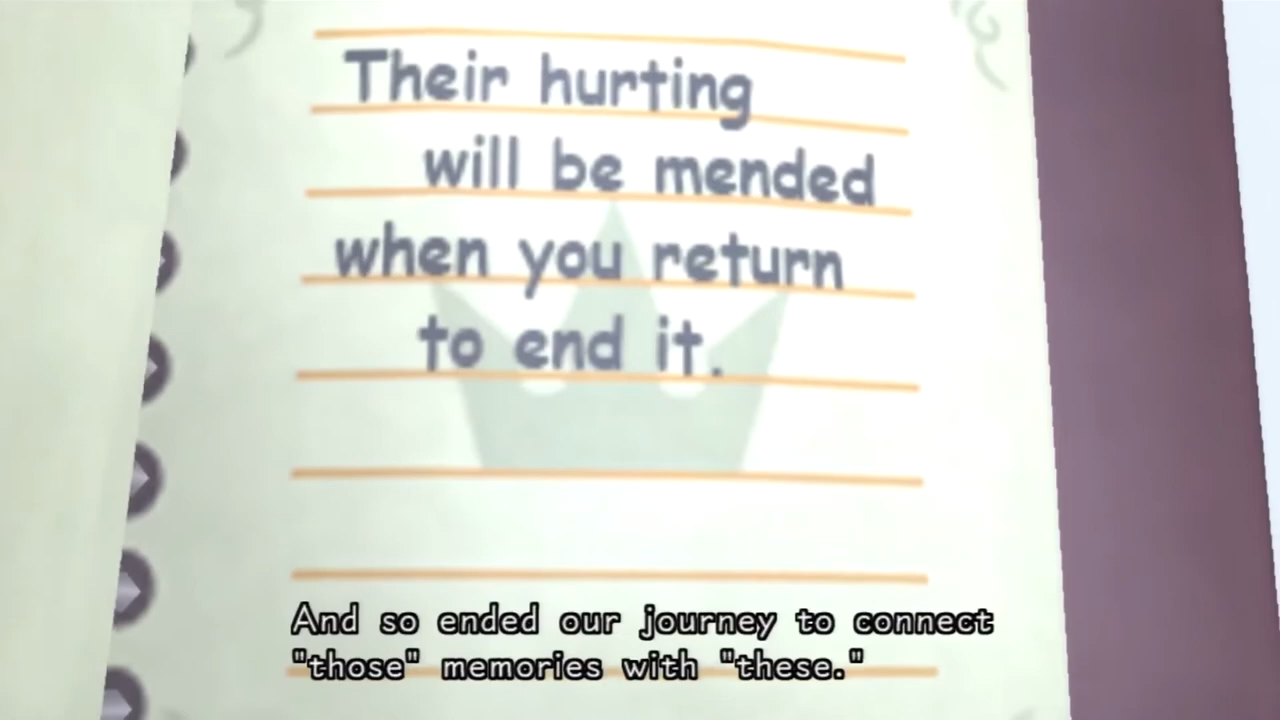 Their hurting
will be mended
when you return
to end it.
And so ended our journey to connect
"those" memories with "these."